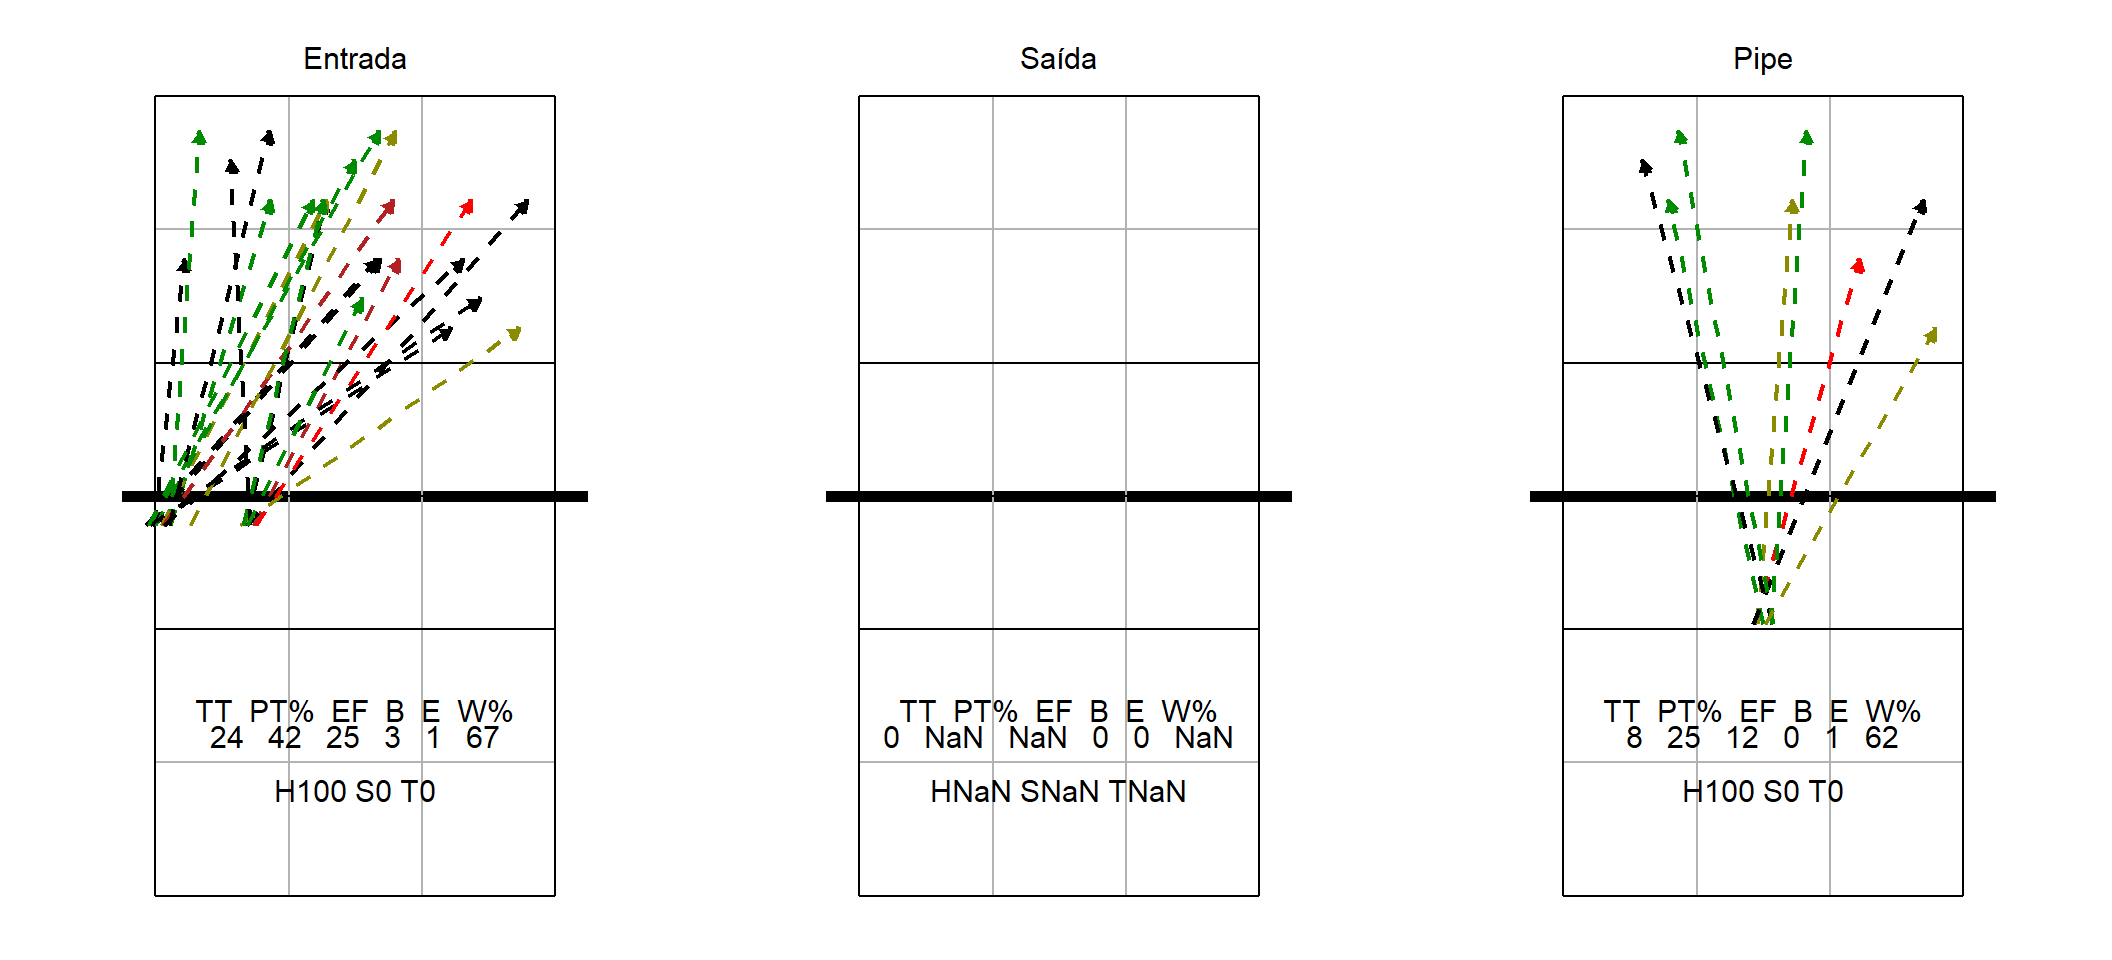 Entrada
TT PT% EF B E W%
24 42 25 3 1 67
H100 S0 T0
Saída
TT PT% EF B E W%
0 NaN NaN 0 0 NaN
HNaN SNaN TNaN
Pipe
TT PT% EF B E W%
8 25 12 0 1 62
H100 S0 T0